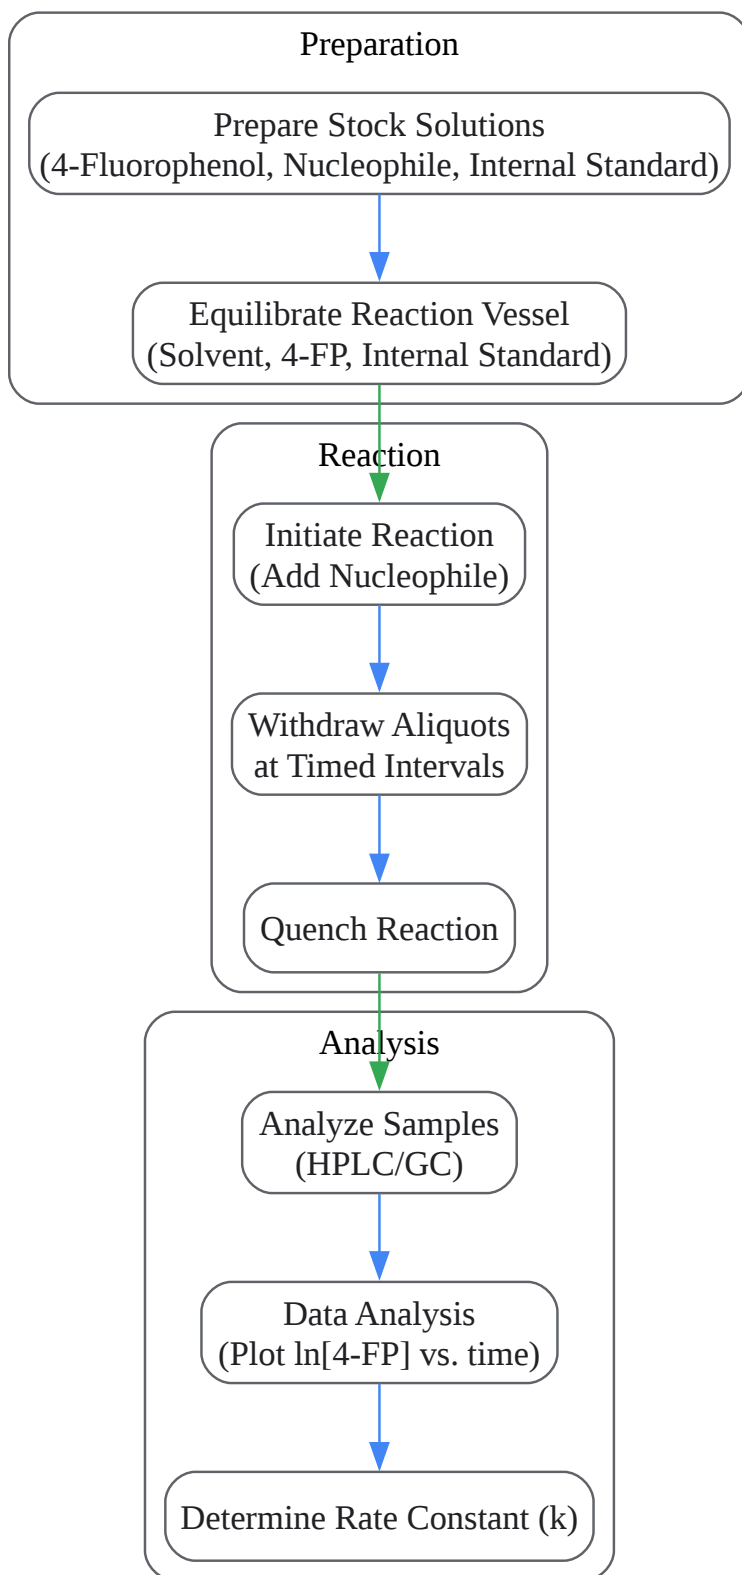 Preparation
Prepare Stock Solutions
(4-Fluorophenol, Nucleophile, Internal Standard)
Equilibrate Reaction Vessel
(Solvent, 4-FP, Internal Standard)
Reaction
Initiate Reaction
(Add Nucleophile)
Withdraw Aliquots
at Timed Intervals
Quench Reaction
Analysis
Analyze Samples
(HPLC/GC)
Data Analysis
(Plot ln[4-FP] vs. time)
Determine Rate Constant (k)